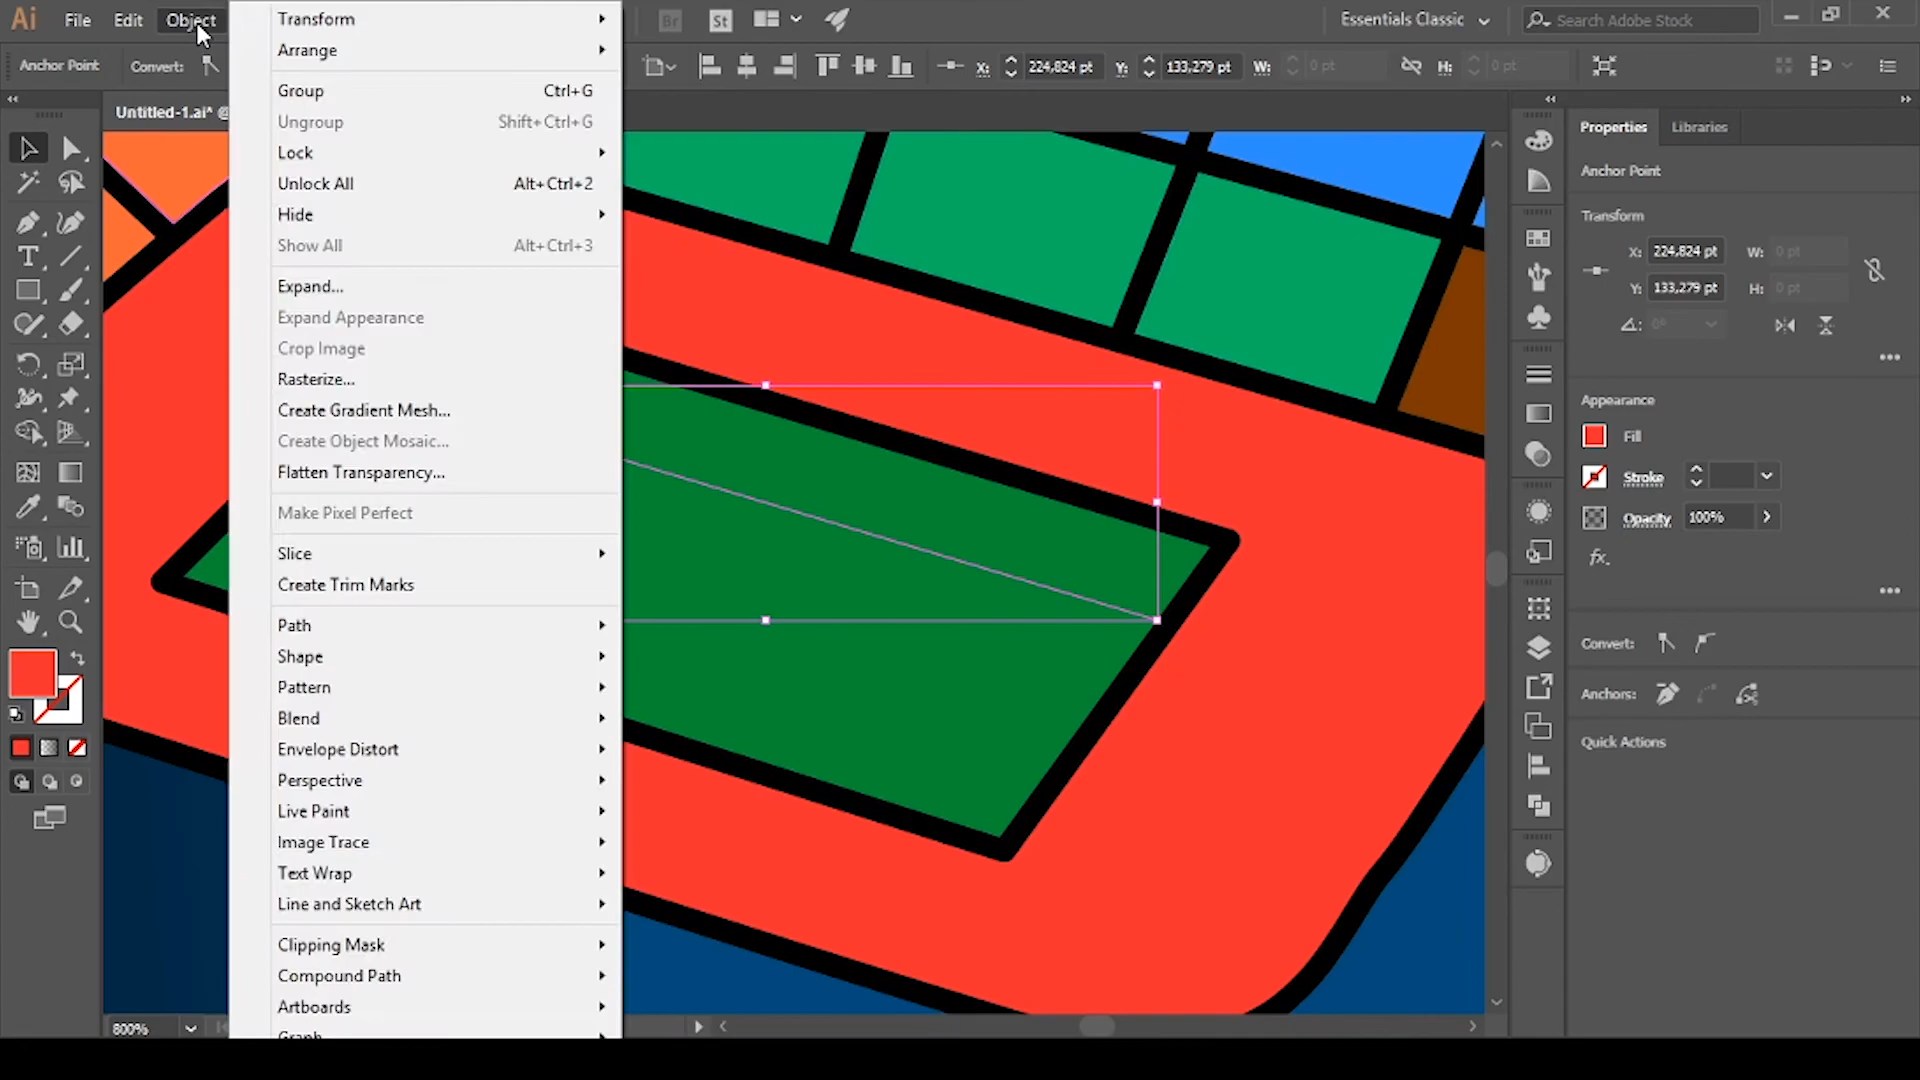 Ai File Edit Object Br St Essentials Classic Search Adobe Stock
Anchor Point Convert: X: 224,824 pt Y: 133,279 pt W: 0 pt H: 0 pt
Untitled-1.ai* @
Transform
Arrange
Group Ctrl+G
Ungroup Shift+Ctrl+G
Lock
Unlock All Alt+Ctrl+2
Hide
Show All Alt+Ctrl+3
Expand...
Expand Appearance
Crop Image
Rasterize...
Create Gradient Mesh...
Create Object Mosaic...
Flatten Transparency...
Make Pixel Perfect
Slice
Create Trim Marks
Path
Shape
Pattern
Blend
Envelope Distort
Perspective
Live Paint
Image Trace
Text Wrap
Line and Sketch Art
Clipping Mask
Compound Path
Artboards
Graph
800%
Properties Libraries
Anchor Point
Transform
X: 224,824 pt W: 0 pt
Y: 133,279 pt H: 0 pt
0°
Appearance
Fill
Stroke
Opacity 100%
fx.
Convert:
Anchors:
Quick Actions